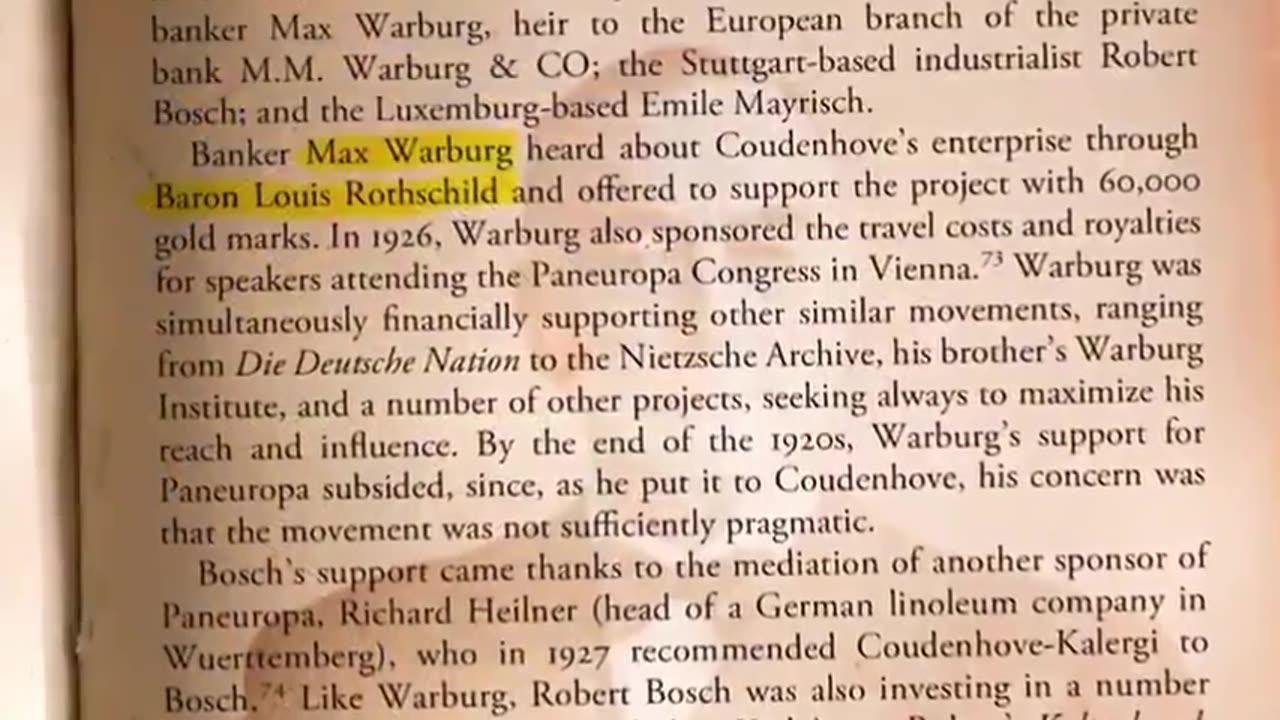 banker Max Warburg, heir to the European branch of the private
bank M.M. Warburg & CO; the Stuttgart-based industrialist Robert
Bosch; and the Luxemburg-based Emile Mayrisch.
Banker Max Warburg heard about Coudenhove's enterprise through
Baron Louis Rothschild and offered to support the project with 60,000
gold marks. In 1926, Warburg also sponsored the travel costs and royalties
for speakers attending the Paneuropa Congress in Vienna.73 Warburg was
simultaneously financially supporting other similar movements, ranging
from Die Deutsche Nation to the Nietzsche Archive, his brother's Warburg
Institute, and a number of other projects, seeking always to maximize his
reach and influence. By the end of the 1920s, Warburg's support for
Paneuropa subsided, since, as he put it to Coudenhove, his concern was
that the movement was not sufficiently pragmatic.
Bosch's support came thanks to the mediation of another sponsor of
Paneuropa, Richard Heilner (head of a German linoleum company in
Wuerttemberg), who in 1927 recommended Coudenhove-Kalergi to
Bosch.74 Like Warburg, Robert Bosch was also investing in a number